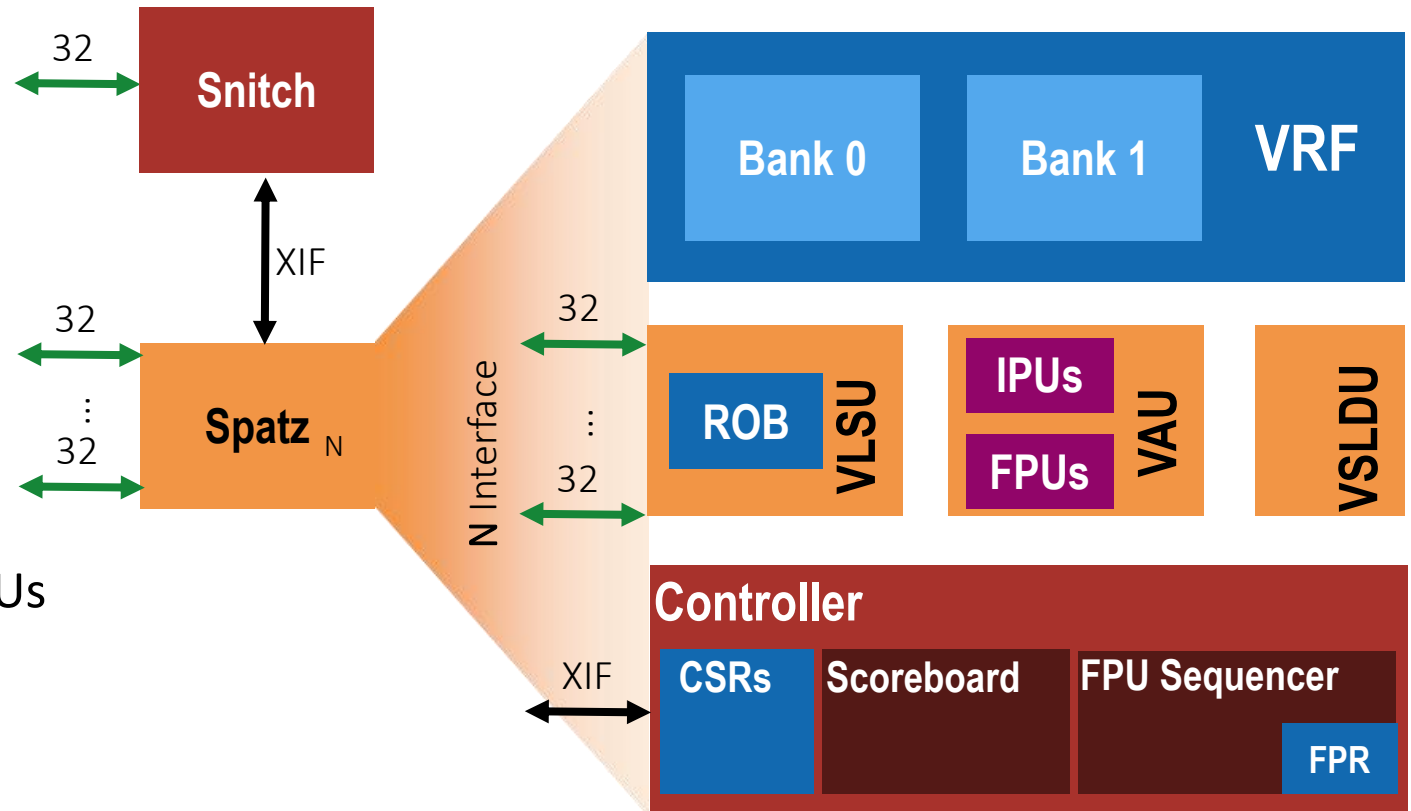 32
Snitch
XIF
32
...
32
Spatz N
Us
N Interface
32
...
32
XIF
VRF
Bank 0
Bank 1
VLSU
ROB
VAU
IPUs
FPUs
VSLDU
Controller
CSRs
Scoreboard
FPU Sequencer
FPR